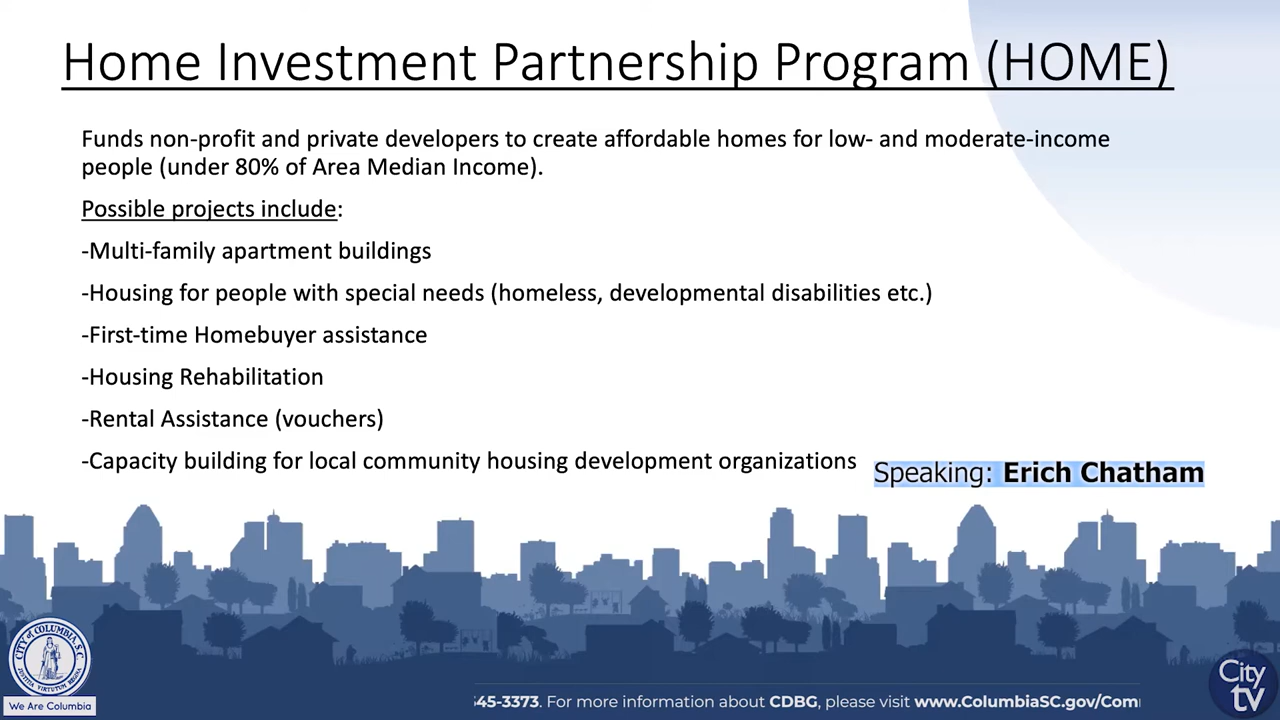 Home Investment Partnership Program (HOME)
Funds non-profit and private developers to create affordable homes for low- and moderate-income
people (under 80% of Area Median Income).
Possible projects include:
-Multi-family apartment buildings
-Housing for people with special needs (homeless, developmental disabilities etc.)
-First-time Homebuyer assistance
-Housing Rehabilitation
-Rental Assistance (vouchers)
-Capacity building for local community housing development organizations
Speaking: Erich Chatham
CITY OF COLUMBIA S.C.
We Are Columbia
45-3373. For more information about CDBG, please visit www.ColumbiaSC.gov/Com
City
tv